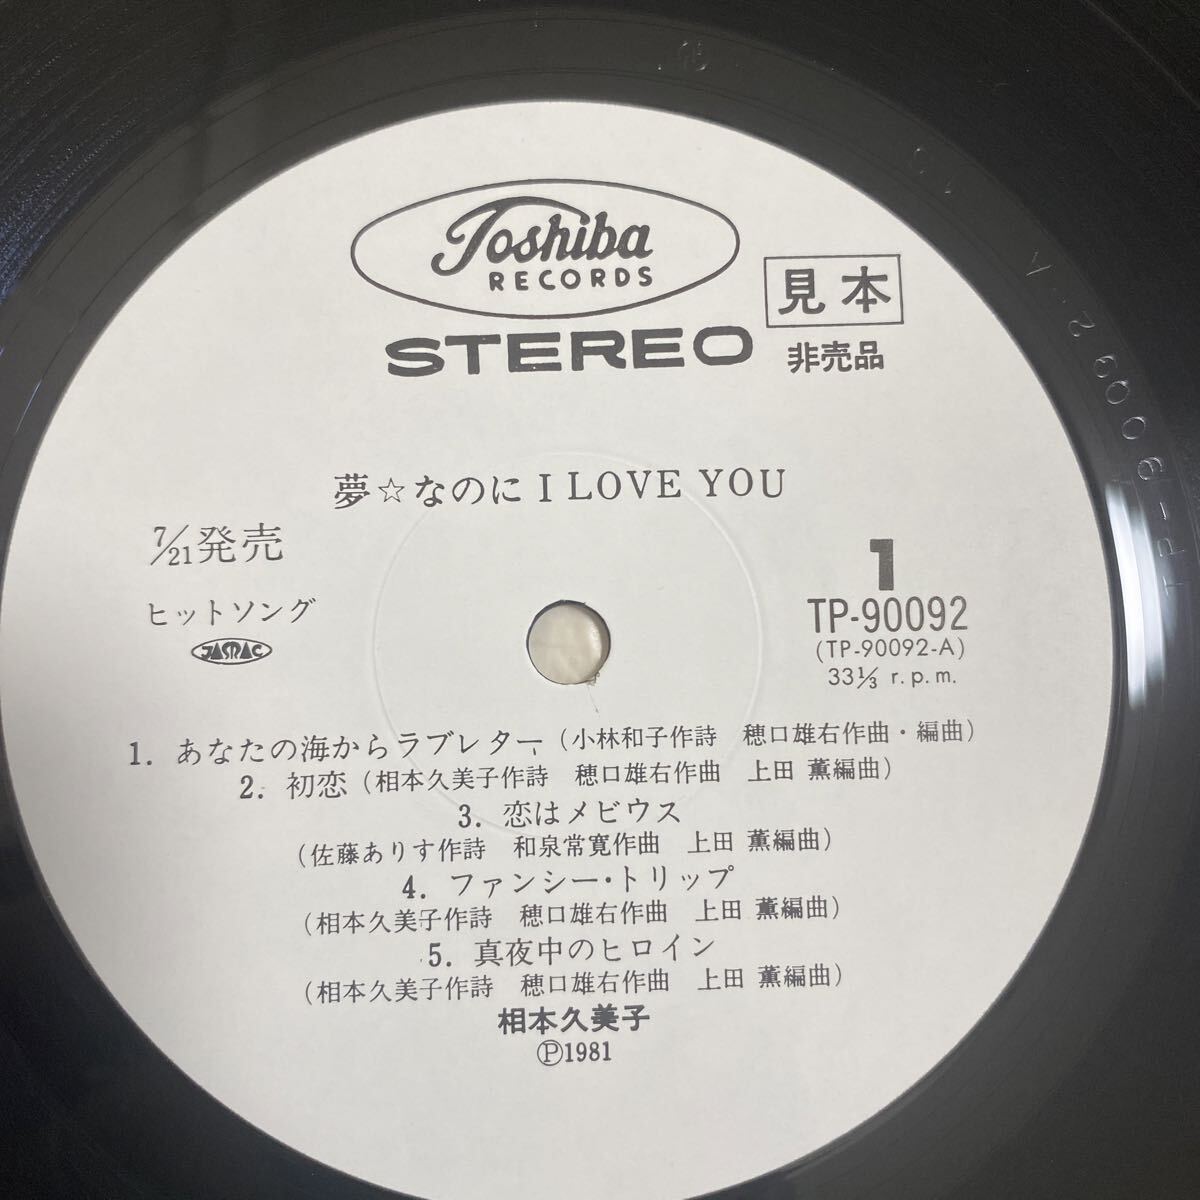 Toshiba
RECORDS
STEREO
見本
非売品
夢☆なのに I LOVE YOU
7/21発売
ヒットソング
JASRAC
1
TP-90092
(TP-90092-A)
33⅓ r.p.m.
1. あなたの海からラブレター (小林和子作詩 穂口雄右作曲・編曲)
2. 初恋 (相本久美子作詩 穂口雄右作曲 上田 薫編曲)
3. 恋はメビウス
(佐藤ありす作詩 和泉常寛作曲 上田 薫編曲)
4. ファンシー・トリップ
(相本久美子作詩 穂口雄右作曲 上田 薫編曲)
5. 真夜中のヒロイン
(相本久美子作詩 穂口雄右作曲 上田 薫編曲)
相本久美子
Ⓟ1981
TP-90092-A